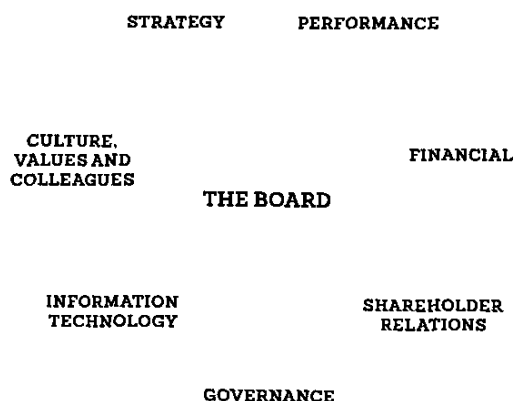 STRATEGY
PERFORMANCE
CULTURE,
VALUES AND
COLLEAGUES
FINANCIAL
THE BOARD
INFORMATION
TECHNOLOGY
SHAREHOLDER
RELATIONS
GOVERNANCE